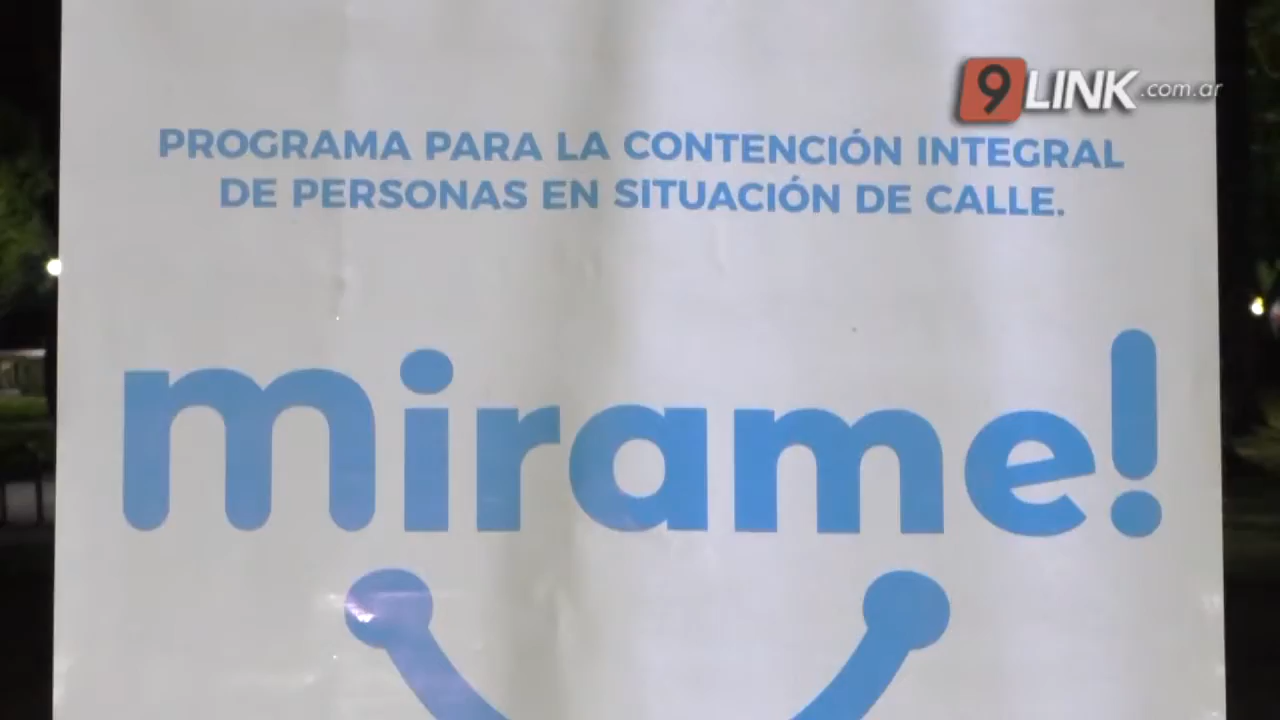 9LINK.com.ar
PROGRAMA PARA LA CONTENCIÓN INTEGRAL
DE PERSONAS EN SITUACIÓN DE CALLE.
mirame!